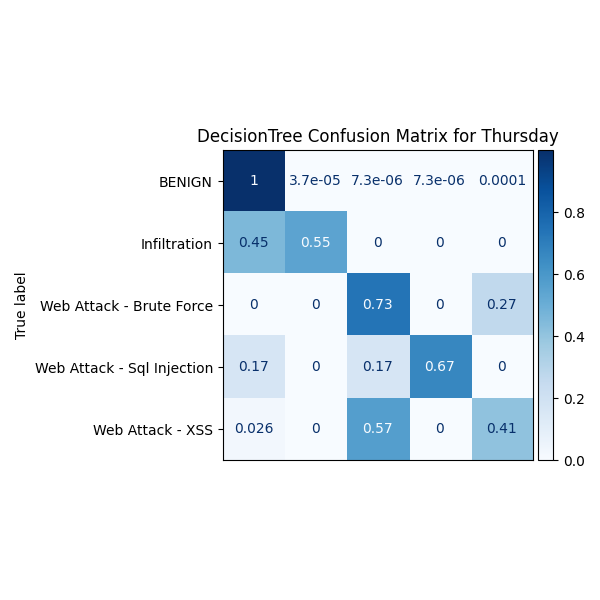 DecisionTree Confusion Matrix for Thursday
BENIGN 1 3.7e-05 7.3e-06 7.3e-06 0.0001
Infiltration 0.45 0.55 0 0 0
Web Attack - Brute Force 0 0 0.73 0 0.27
Web Attack - Sql Injection 0.17 0 0.17 0.67 0
Web Attack - XSS 0.026 0 0.57 0 0.41
True label
0.8
0.6
0.4
0.2
0.0